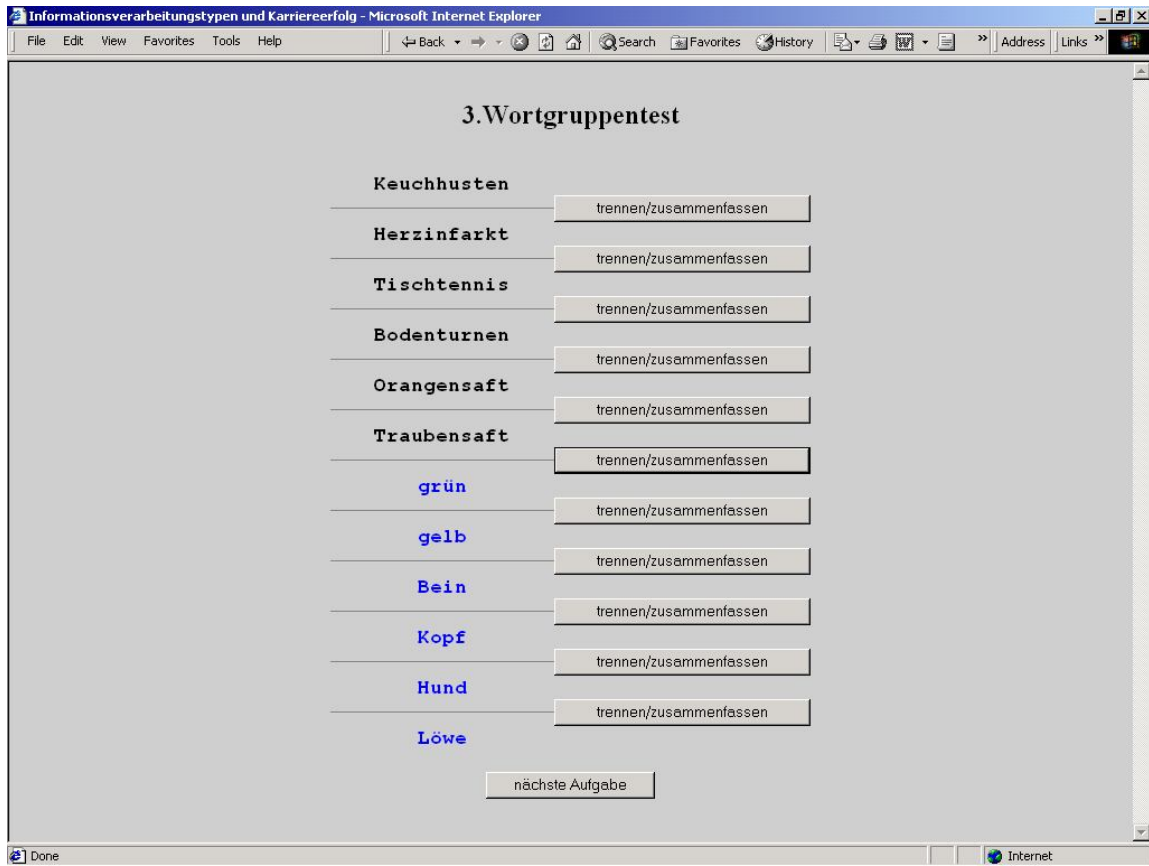 Informationsverarbeitungstypen und Karriereerfolg - Microsoft Internet Explorer
File Edit View Favorites Tools Help Back Search Favorites History Address Links
3.Wortgruppentest
Keuchhusten
trennen/zusammenfassen
Herzinfarkt
trennen/zusammenfassen
Tischtennis
trennen/zusammenfassen
Bodenturnen
trennen/zusammenfassen
Orangensaft
trennen/zusammenfassen
Traubensaft
trennen/zusammenfassen
grün
trennen/zusammenfassen
gelb
trennen/zusammenfassen
Bein
trennen/zusammenfassen
Kopf
trennen/zusammenfassen
Hund
trennen/zusammenfassen
Löwe
nächste Aufgabe
Done Internet